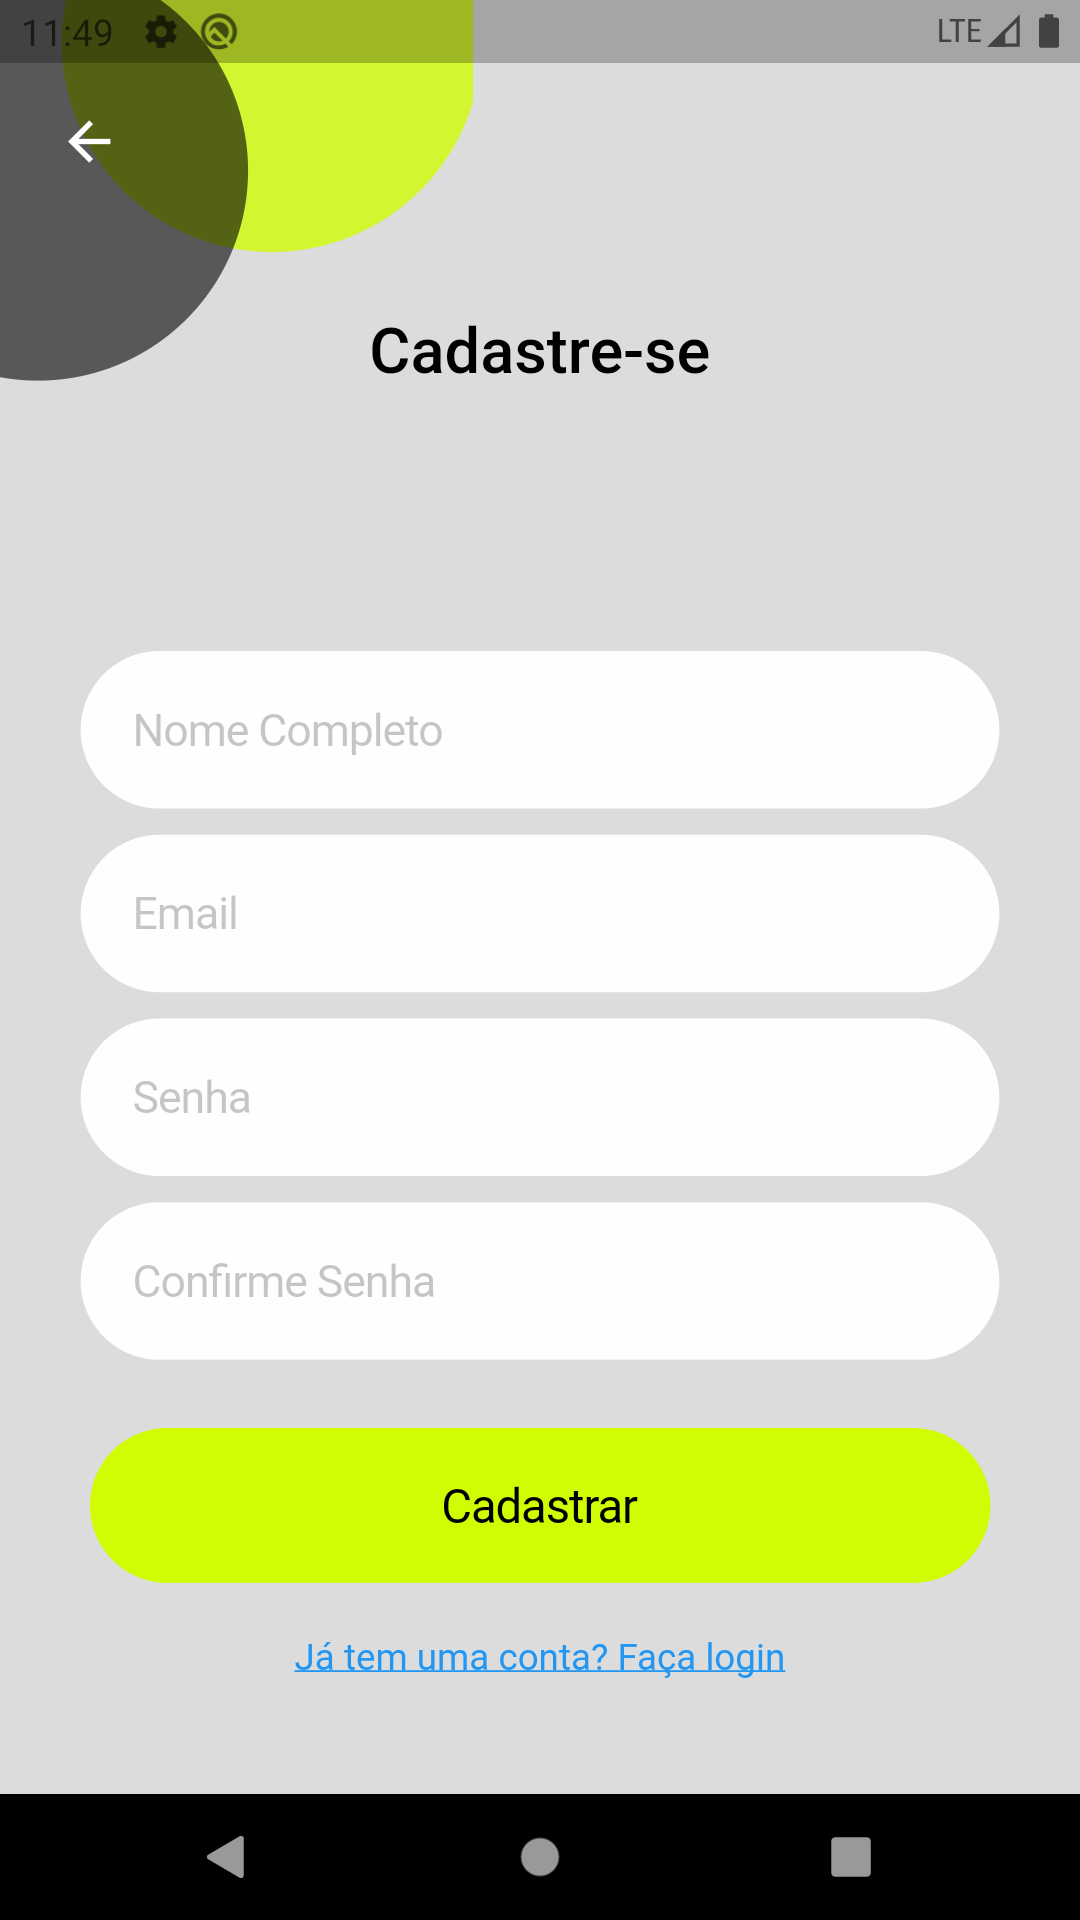 11:49 LTE
Cadastre-se
Nome Completo
Email
Senha
Confirme Senha
Cadastrar
Já tem uma conta? Faça login